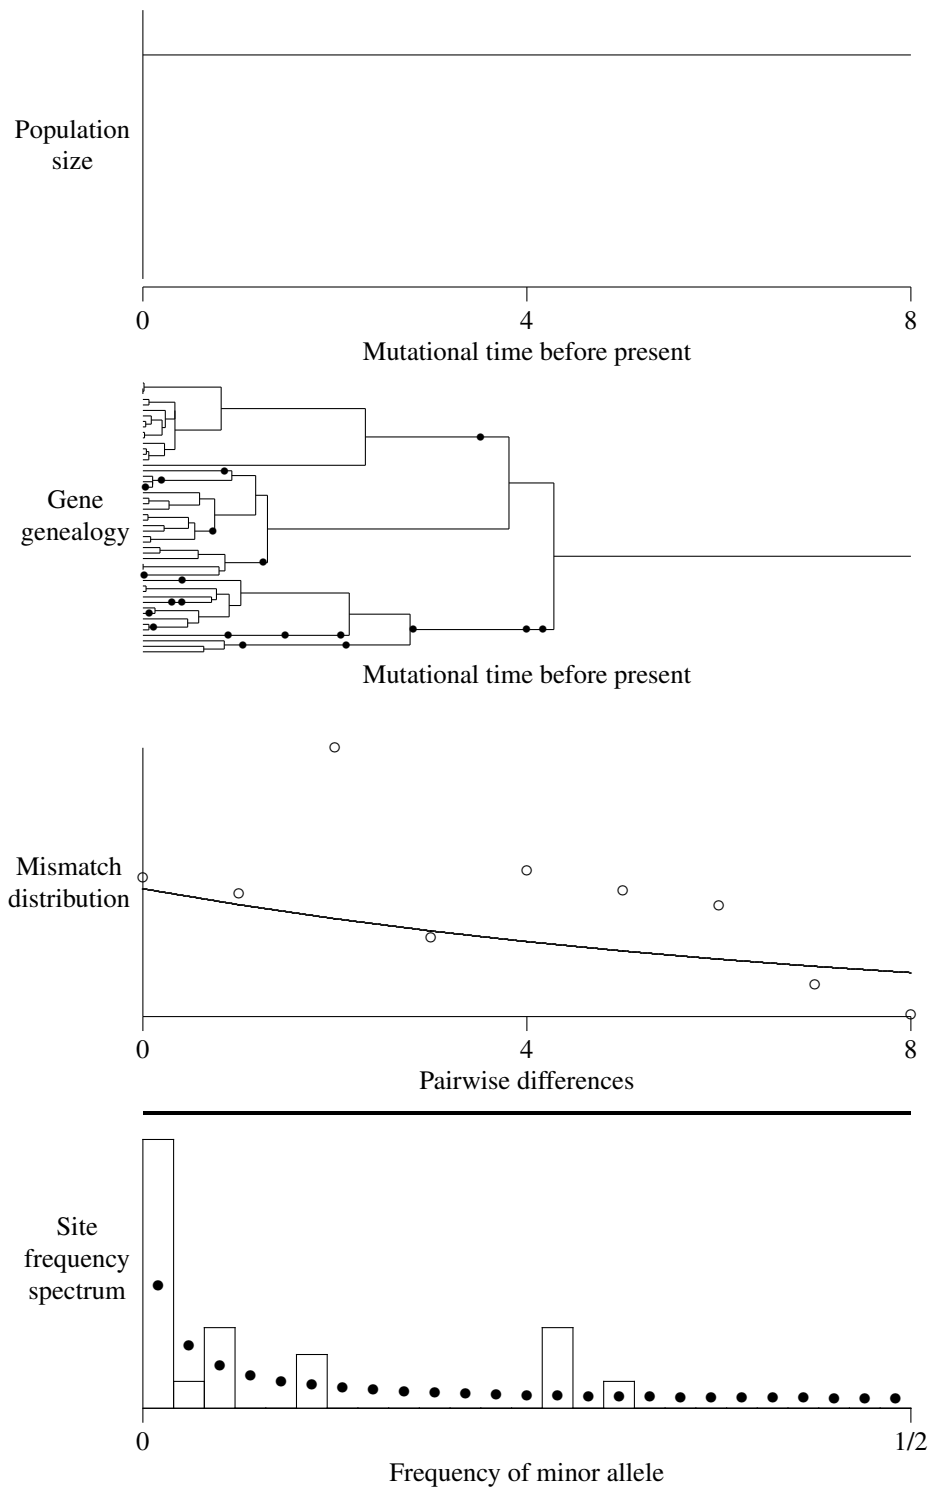 Population
size
0 4 8
Mutational time before present
Gene
genealogy
Mutational time before present
Mismatch
distribution
0 4 8
Pairwise differences
Site
frequency
spectrum
0 1/2
Frequency of minor allele